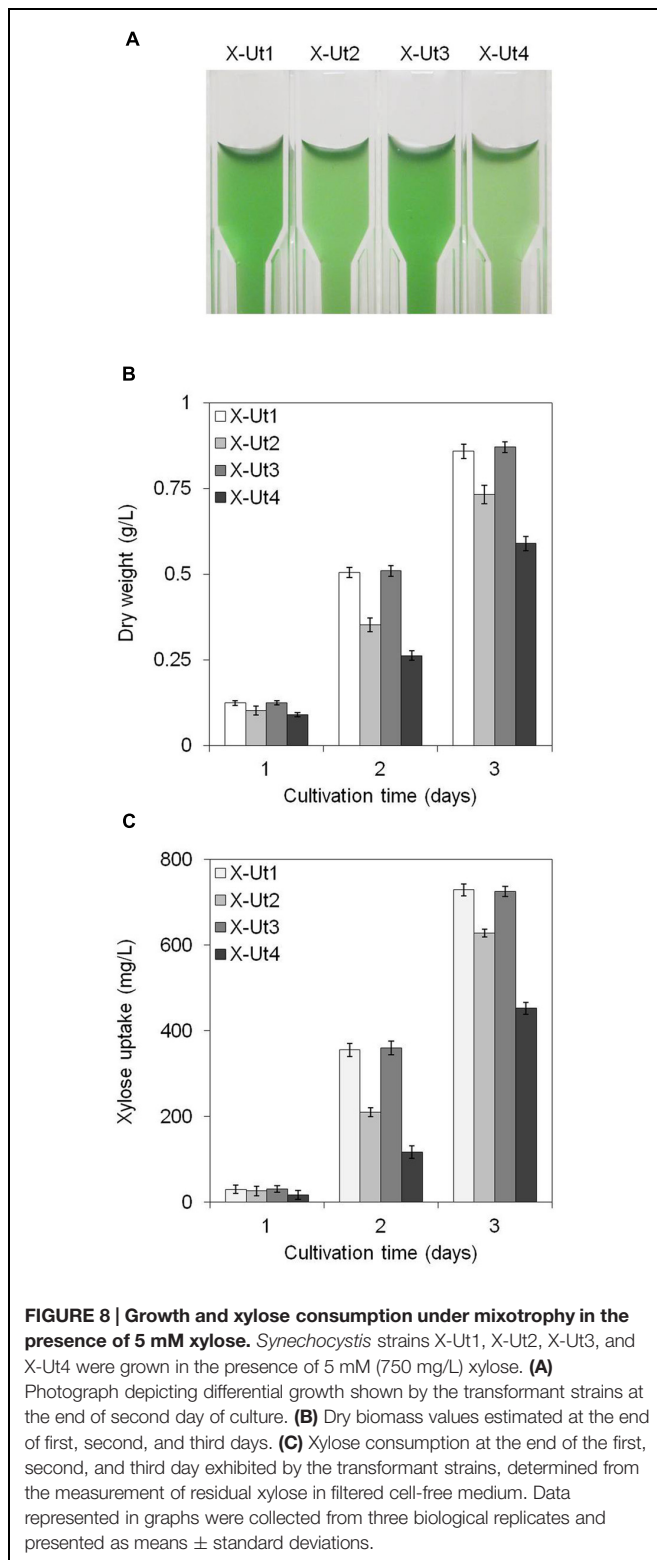 A
X-Ut1 X-Ut2 X-Ut3 X-Ut4
B
1
X-Ut1
X-Ut2
0.75
X-Ut3
X-Ut4
Dry weight (g/L)
0.5
0.25
0
1 2 3
Cultivation time (days)
C
800
X-Ut1
X-Ut2
X-Ut3
600
X-Ut4
Xylose uptake (mg/L)
400
200
0
1 2 3
Cultivation time (days)
FIGURE 8 | Growth and xylose consumption under mixotrophy in the
presence of 5 mM xylose. Synechocystis strains X-Ut1, X-Ut2, X-Ut3, and
X-Ut4 were grown in the presence of 5 mM (750 mg/L) xylose. (A)
Photograph depicting differential growth shown by the transformant strains at
the end of second day of culture. (B) Dry biomass values estimated at the end
of first, second, and third days. (C) Xylose consumption at the end of the first,
second, and third day exhibited by the transformant strains, determined from
the measurement of residual xylose in filtered cell-free medium. Data
represented in graphs were collected from three biological replicates and
presented as means ± standard deviations.